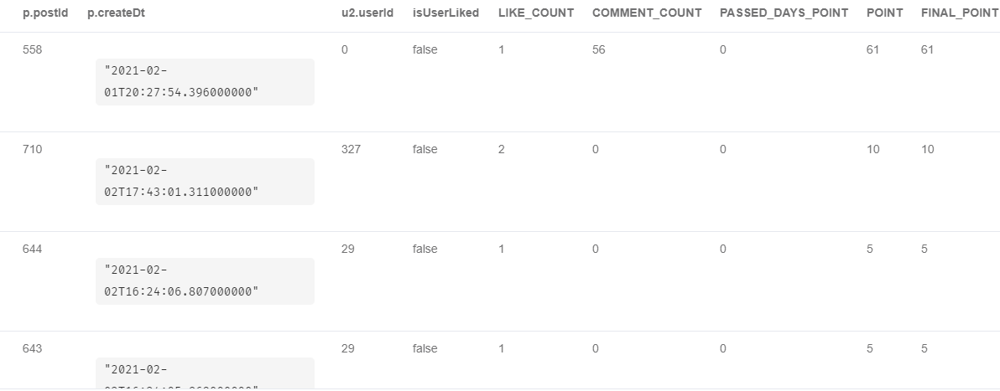 p.postId p.createDt u2.userId isUserLiked LIKE_COUNT COMMENT_COUNT PASSED_DAYS_POINT POINT FINAL_POINT
558 0 false 1 56 0 61 61
"2021-02-
01T20:27:54.396000000"
710 327 false 2 0 0 10 10
"2021-02-
02T17:43:01.311000000"
644 29 false 1 0 0 5 5
"2021-02-
02T16:24:06.807000000"
643 29 false 1 0 0 5 5
"2021-02-